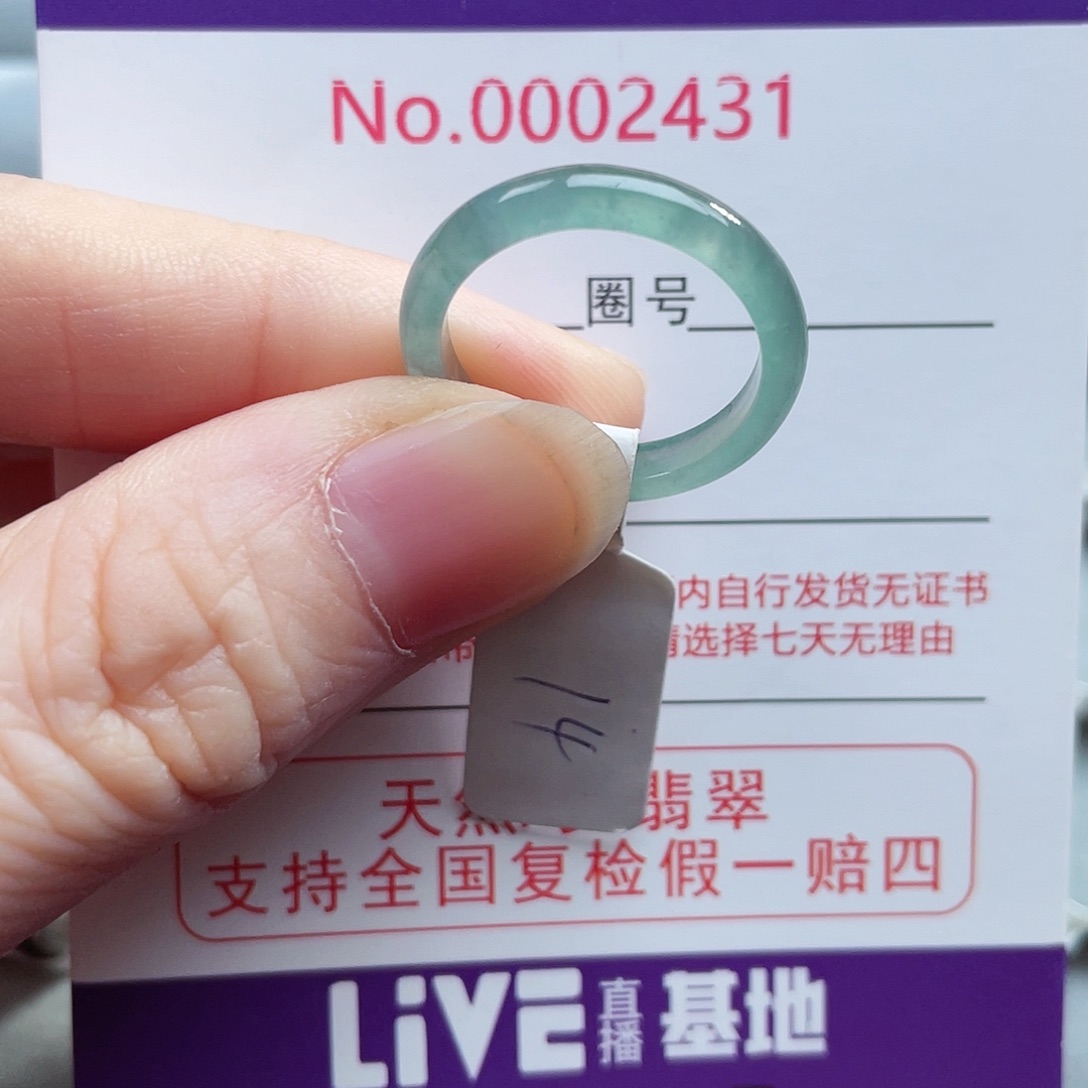 No.0002431
圈号
内自行发货无证书
选择七天无理由
14
天然 翡翠
支持全国复检假一赔四
LiVE直播基地